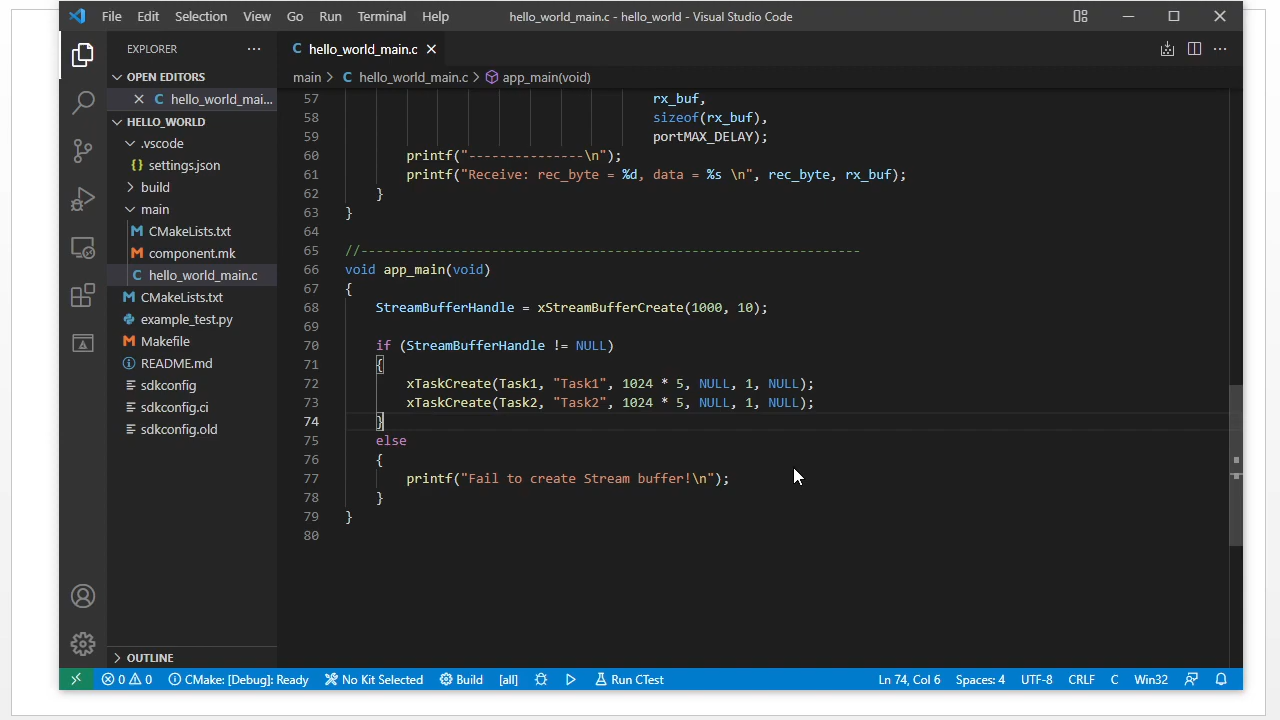 File Edit Selection View Go Run Terminal Help hello_world_main.c - hello_world - Visual Studio Code
EXPLORER
OPEN EDITORS
hello_world_mai...
HELLO_WORLD
.vscode
settings.json
build
main
CMakeLists.txt
component.mk
hello_world_main.c
CMakeLists.txt
example_test.py
Makefile
README.md
sdkconfig
sdkconfig.ci
sdkconfig.old
OUTLINE
C hello_world_main.c
main > C hello_world_main.c > app_main(void)
57 rx_buf,
58 sizeof(rx_buf),
59 portMAX_DELAY);
60 printf("---------------\n");
61 printf("Receive: rec_byte = %d, data = %s \n", rec_byte, rx_buf);
62 }
63 }
64
65 //-----------------------------------------------------------------
66 void app_main(void)
67 {
68 StreamBufferHandle = xStreamBufferCreate(1000, 10);
69
70 if (StreamBufferHandle != NULL)
71 {
72 xTaskCreate(Task1, "Task1", 1024 * 5, NULL, 1, NULL);
73 xTaskCreate(Task2, "Task2", 1024 * 5, NULL, 1, NULL);
74 }
75 else
76 {
77 printf("Fail to create Stream buffer!\n");
78 }
79 }
80
0 0 CMake: [Debug]: Ready No Kit Selected Build [all] Run CTest Ln 74, Col 6 Spaces: 4 UTF-8 CRLF C Win32